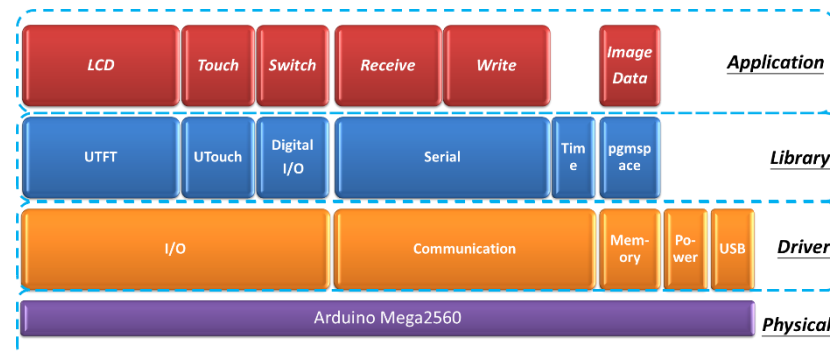 LCD Touch Switch Receive Write Image
Data Application
UTFT UTouch Digital
I/O Serial Tim
e pgmsp
ace Library
I/O Communication Mem-
ory Po-
wer USB Driver
Arduino Mega2560 Physical